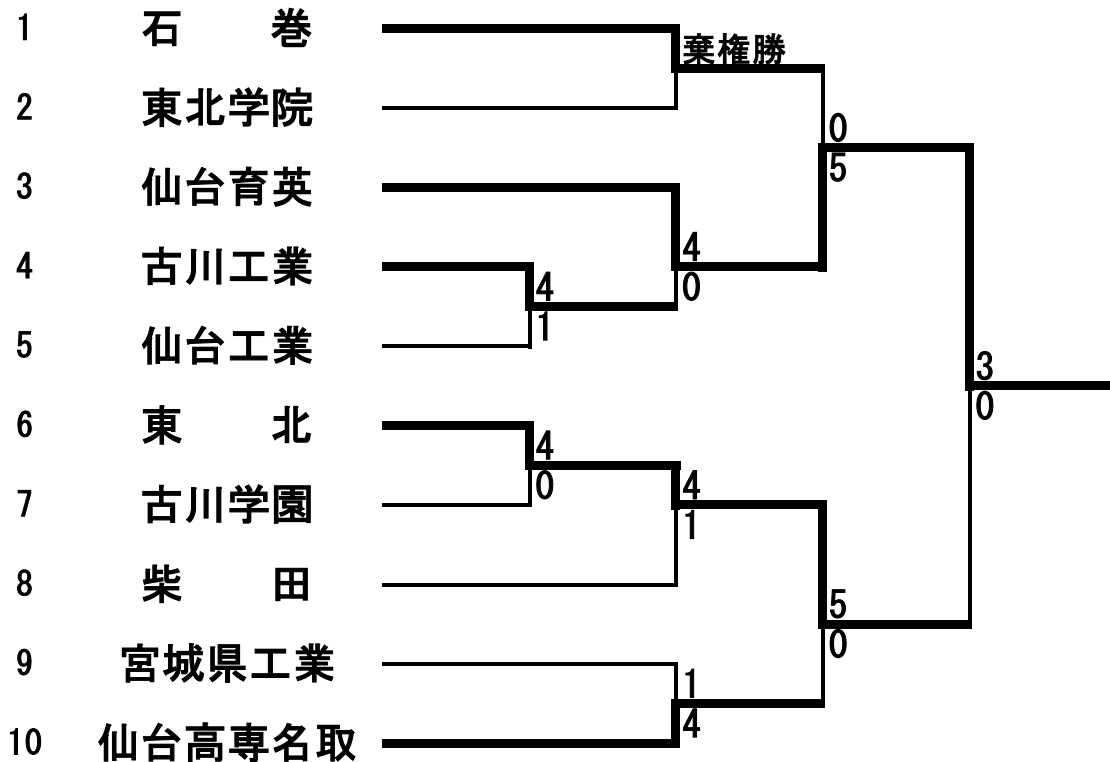 1 石 巻
棄権勝
2 東北学院
0
5
3 仙台育英
4
0
4 古川工業
4
1
5 仙台工業
3
0
6 東 北
4
0
4
1
7 古川学園
8 柴 田
5
0
9 宮城県工業
1
4
10 仙台高専名取